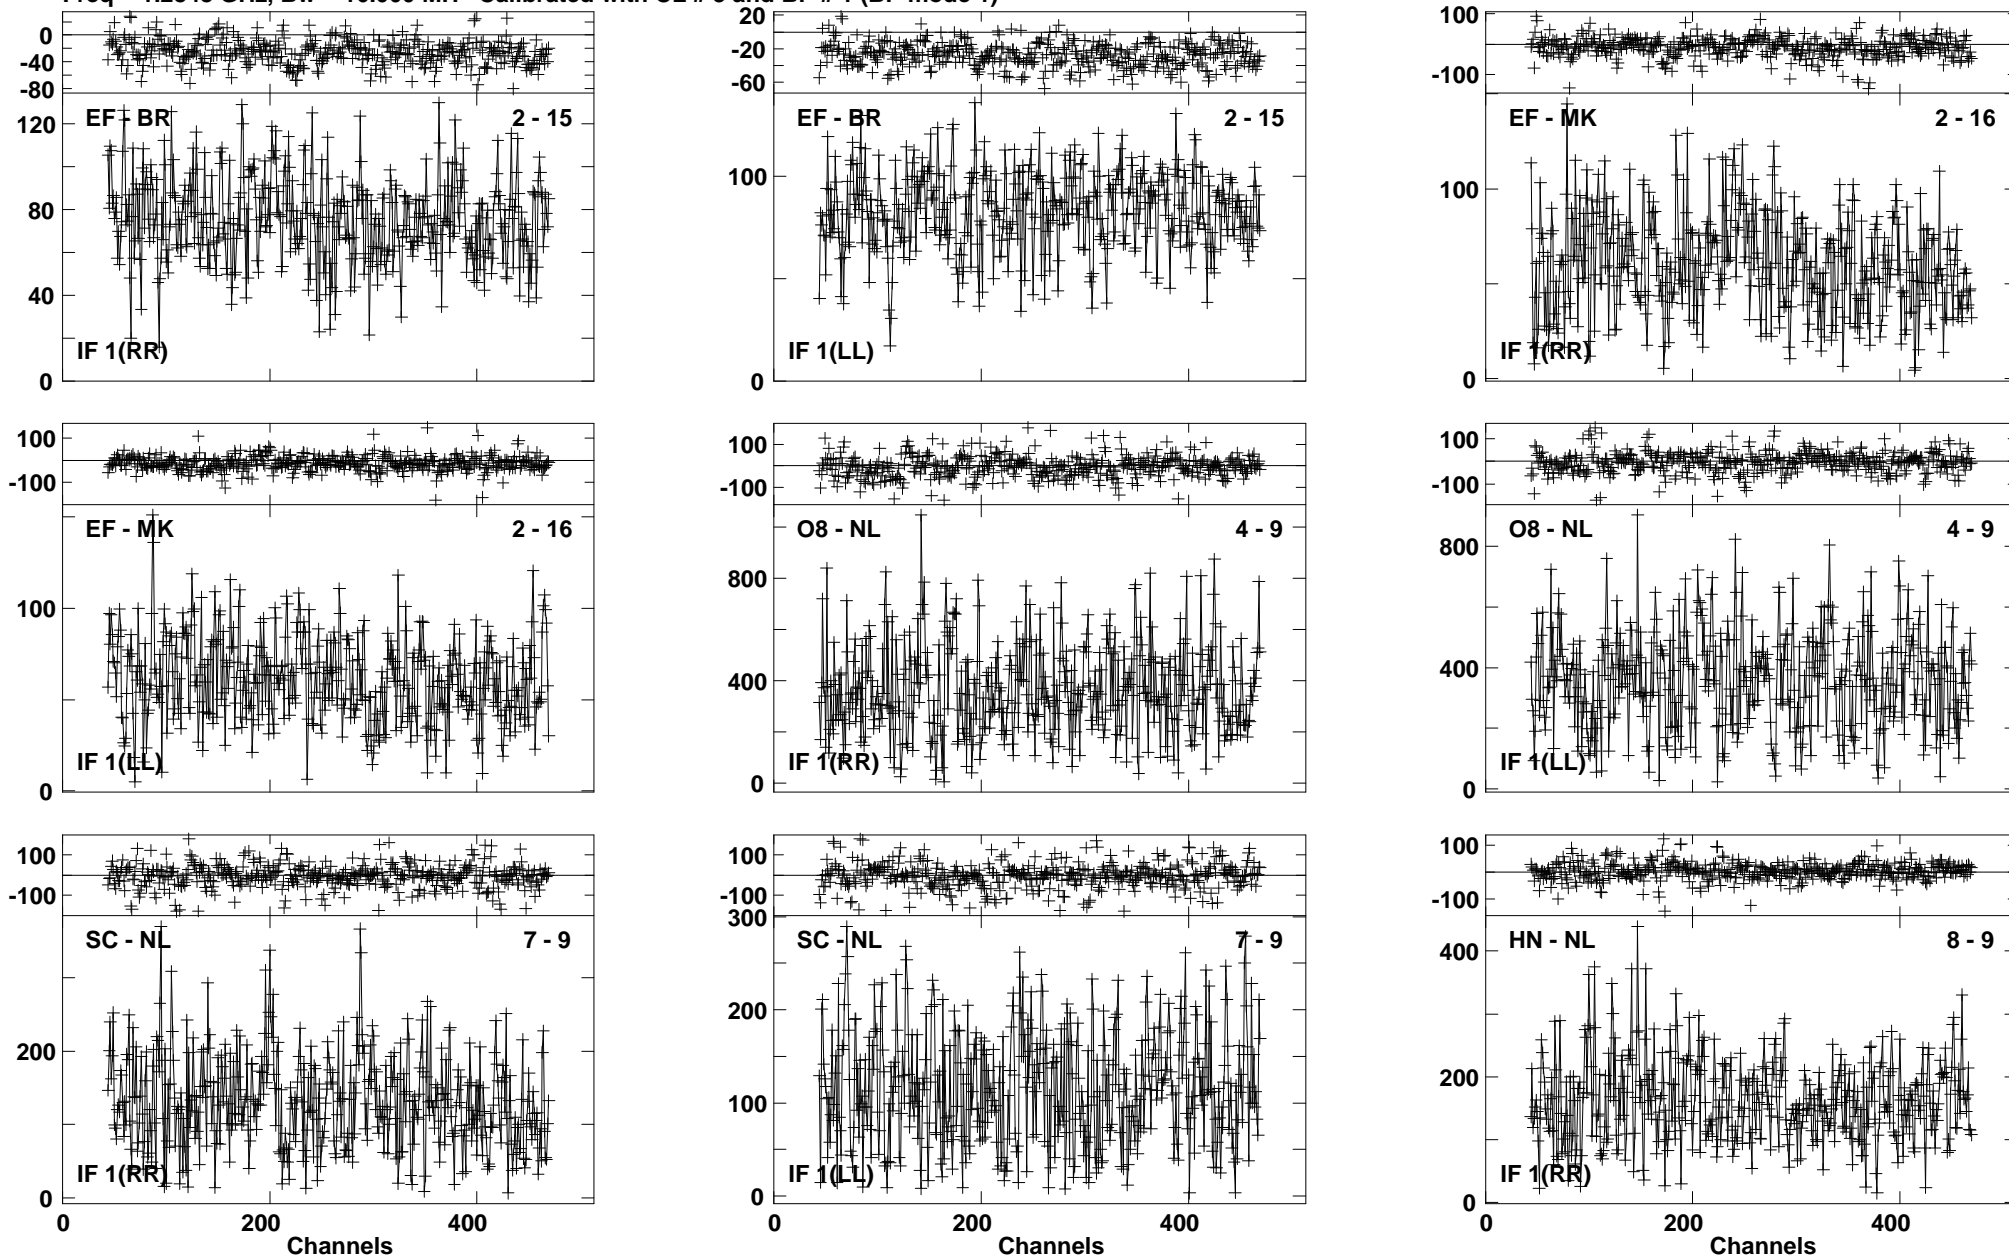 0 -40 -80
20 -20 -60
100 -100
EF - BR 2 - 15
EF - BR 2 - 15
EF - MK 2 - 16
120 80 40 0
100 0
100 0
IF 1(RR)
IF 1(LL)
IF 1(RR)
100 -100
100 -100
100 -100
EF - MK 2 - 16
O8 - NL 4 - 9
O8 - NL 4 - 9
100 0
800 400 0
800 400 0
IF 1(LL)
IF 1(RR)
IF 1(LL)
100 -100
100 -100
100 -100
SC - NL 7 - 9
SC - NL 7 - 9
HN - NL 8 - 9
200 0
300 200 100 0
400 200 0
IF 1(RR)
IF 1(LL)
IF 1(RR)
0 200 400
0 200 400
0 200 400
Channels
Channels
Channels